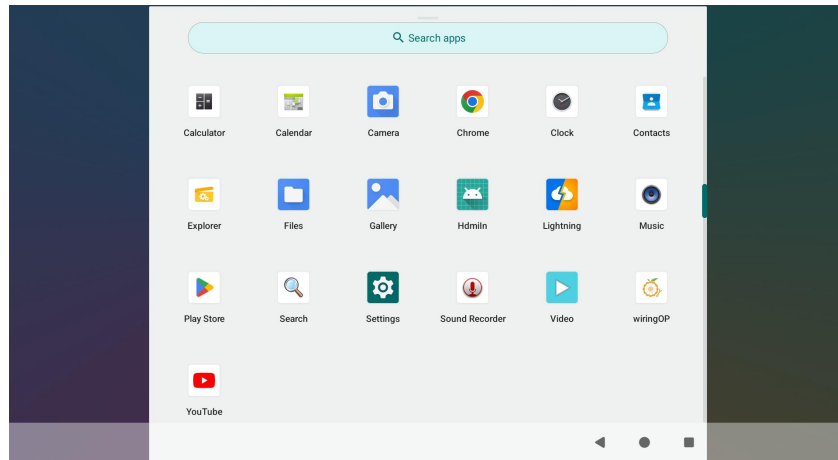 Search apps
Calculator
Calendar
Camera
Chrome
Clock
Contacts
Explorer
Files
Gallery
HdmiIn
Lightning
Music
Play Store
Search
Settings
Sound Recorder
Video
wiringOP
YouTube